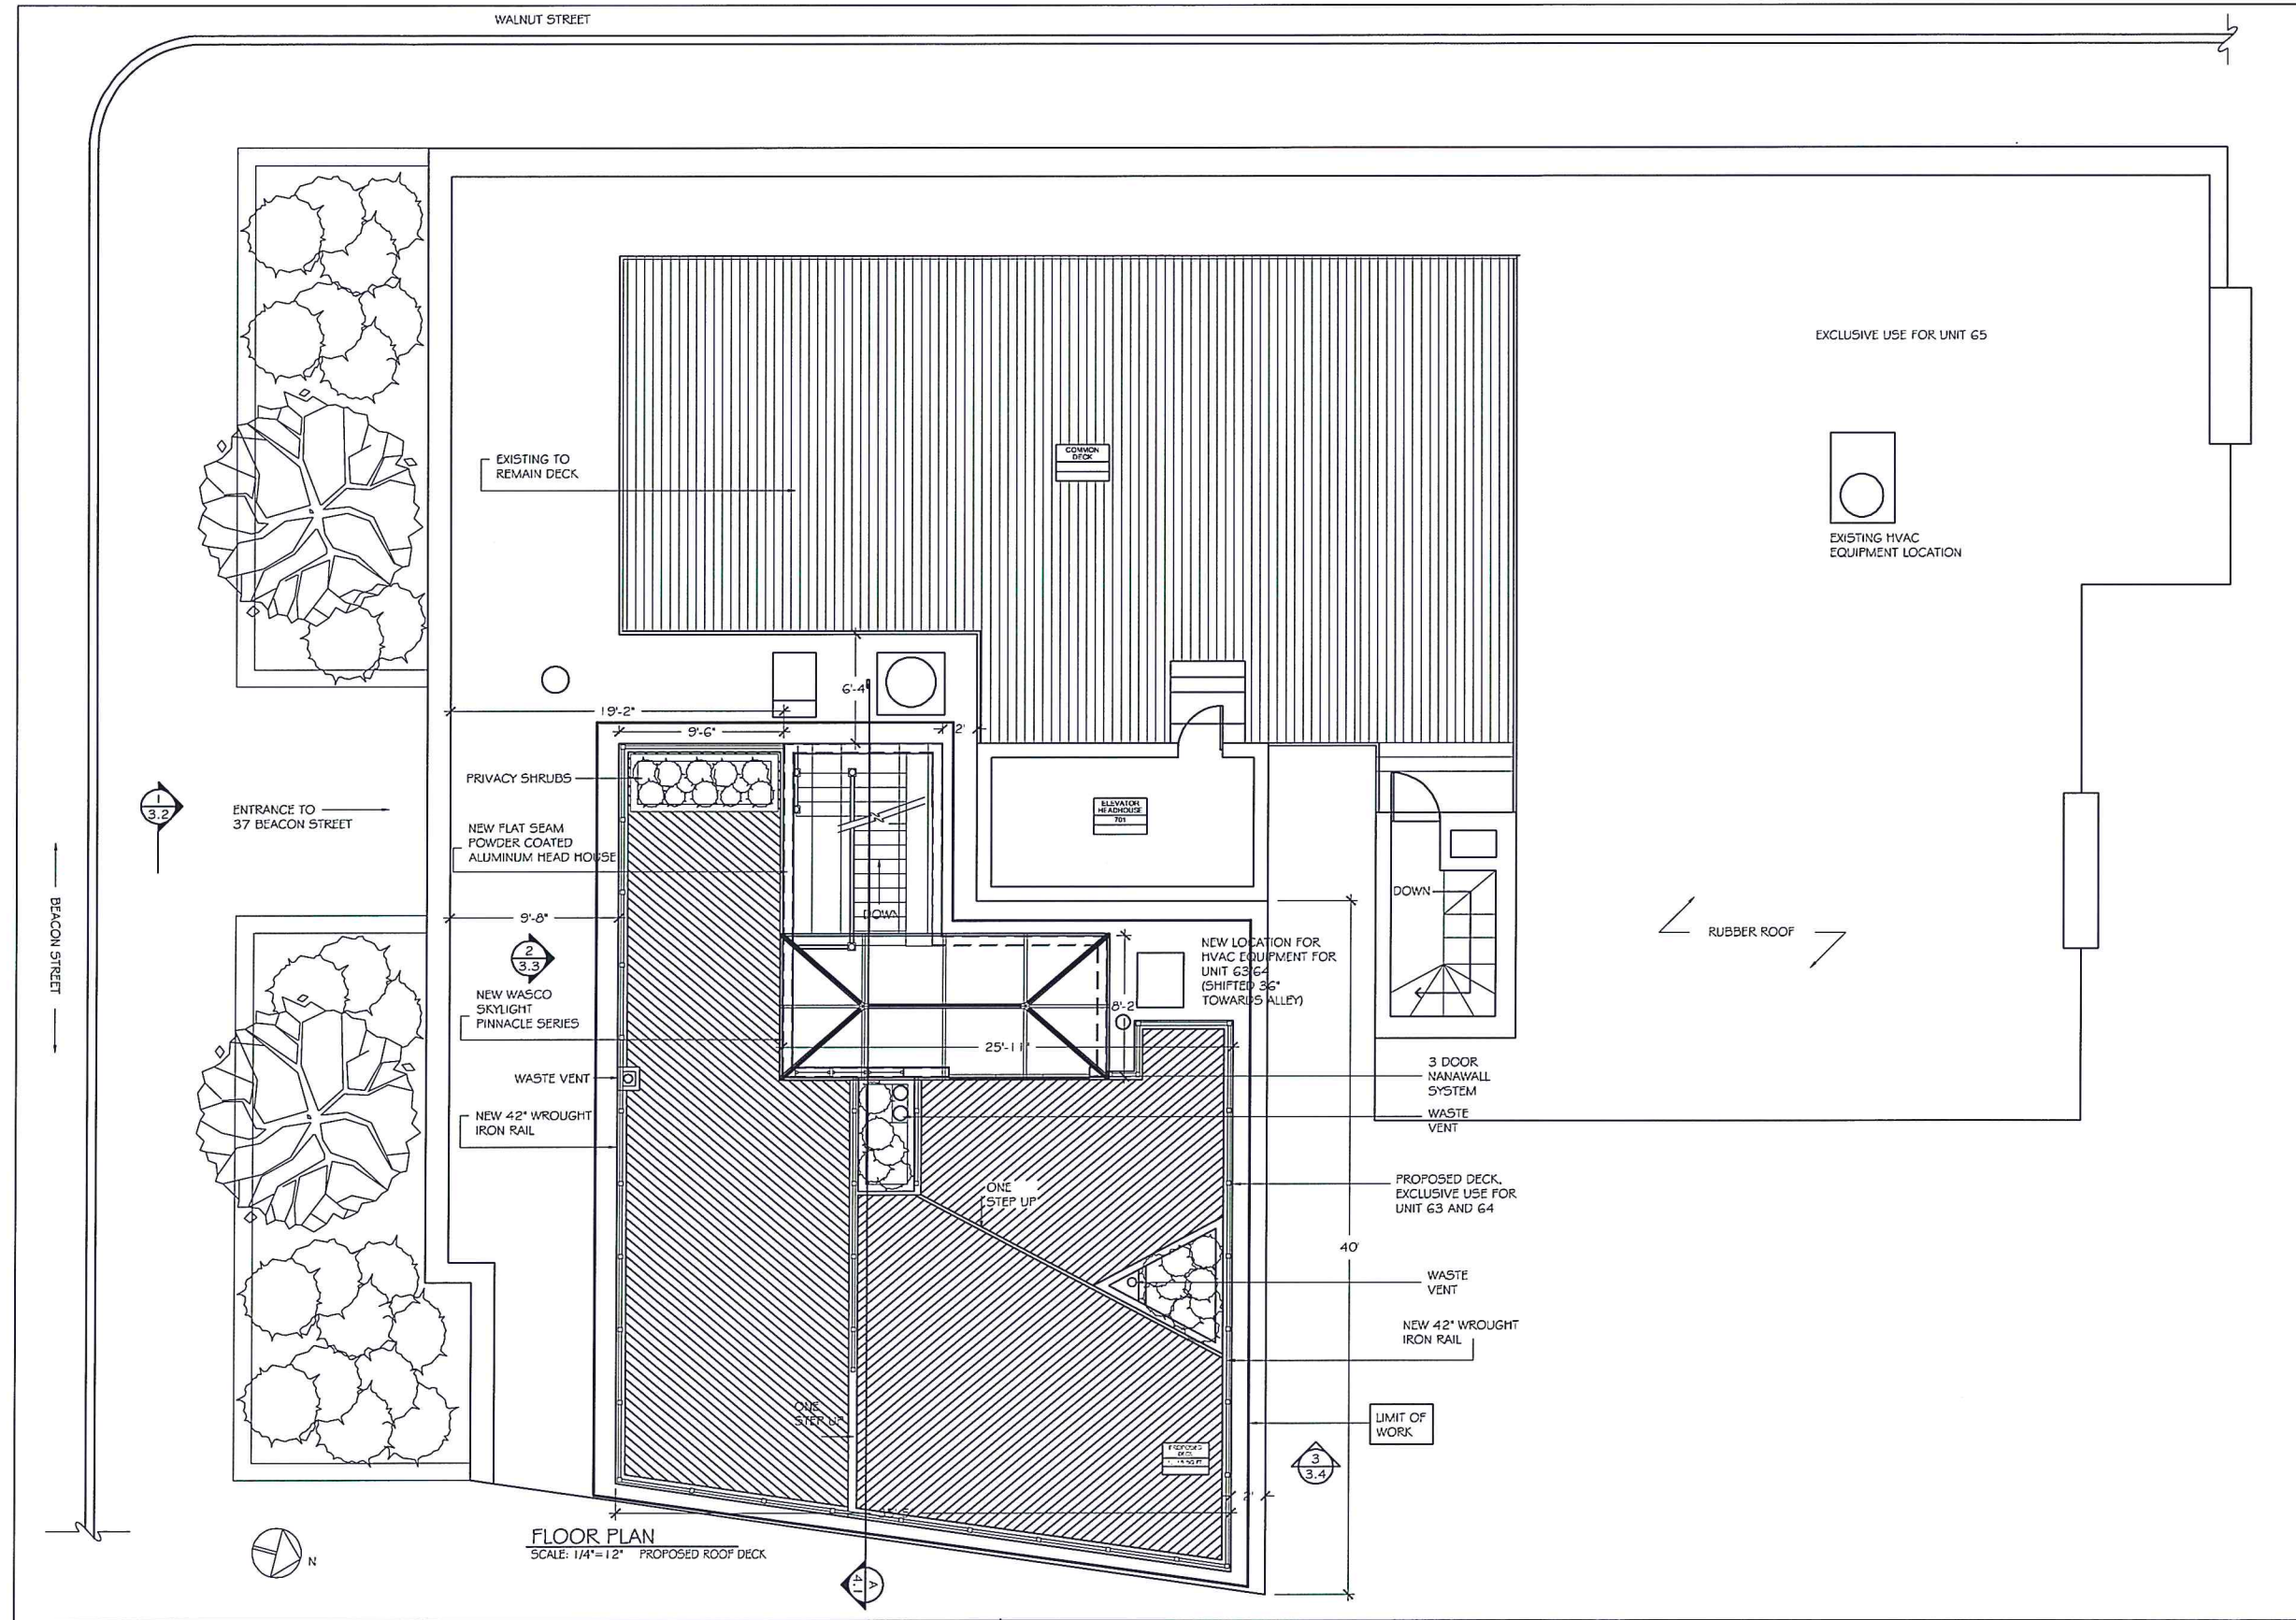 WALNUT STREET
EXCLUSIVE USE FOR UNIT 65
EXISTING TO
REMAIN DECK
COMMON
DECK
EXISTING HVAC
EQUIPMENT LOCATION
6'-4"
19'-2"
9'-6"
2'
PRIVACY SHRUBS
1
3.2
ENTRANCE TO
37 BEACON STREET
ELEVATOR
HEADHOUSE
701
NEW FLAT SEAM
POWDER COATED
ALUMINUM HEAD HOUSE
BEACON STREET
DOWN
DOWN
9'-8"
RUBBER ROOF
2
3.3
NEW LOCATION FOR
HVAC EQUIPMENT FOR
UNIT 63/64
(SHIFTED 36"
TOWARDS ALLEY)
NEW WASCO
SKYLIGHT
PINNACLE SERIES
8'-2
25'-11"
3 DOOR
NANAWALL
SYSTEM
WASTE VENT
NEW 42" WROUGHT
IRON RAIL
WASTE
VENT
ONE
STEP UP
PROPOSED DECK,
EXCLUSIVE USE FOR
UNIT 63 AND 64
40'
WASTE
VENT
NEW 42" WROUGHT
IRON RAIL
ONE
STEP UP
LIMIT OF
WORK
PROPOSED
DECK
3
3.4
2'
FLOOR PLAN
SCALE: 1/4"=12" PROPOSED ROOF DECK
N
A
4.1